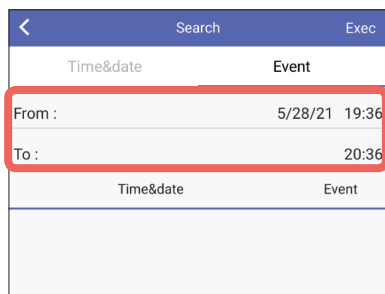 Search Exec
Time&date Event
From : 5/28/21 19:36
To : 20:36
Time&date Event